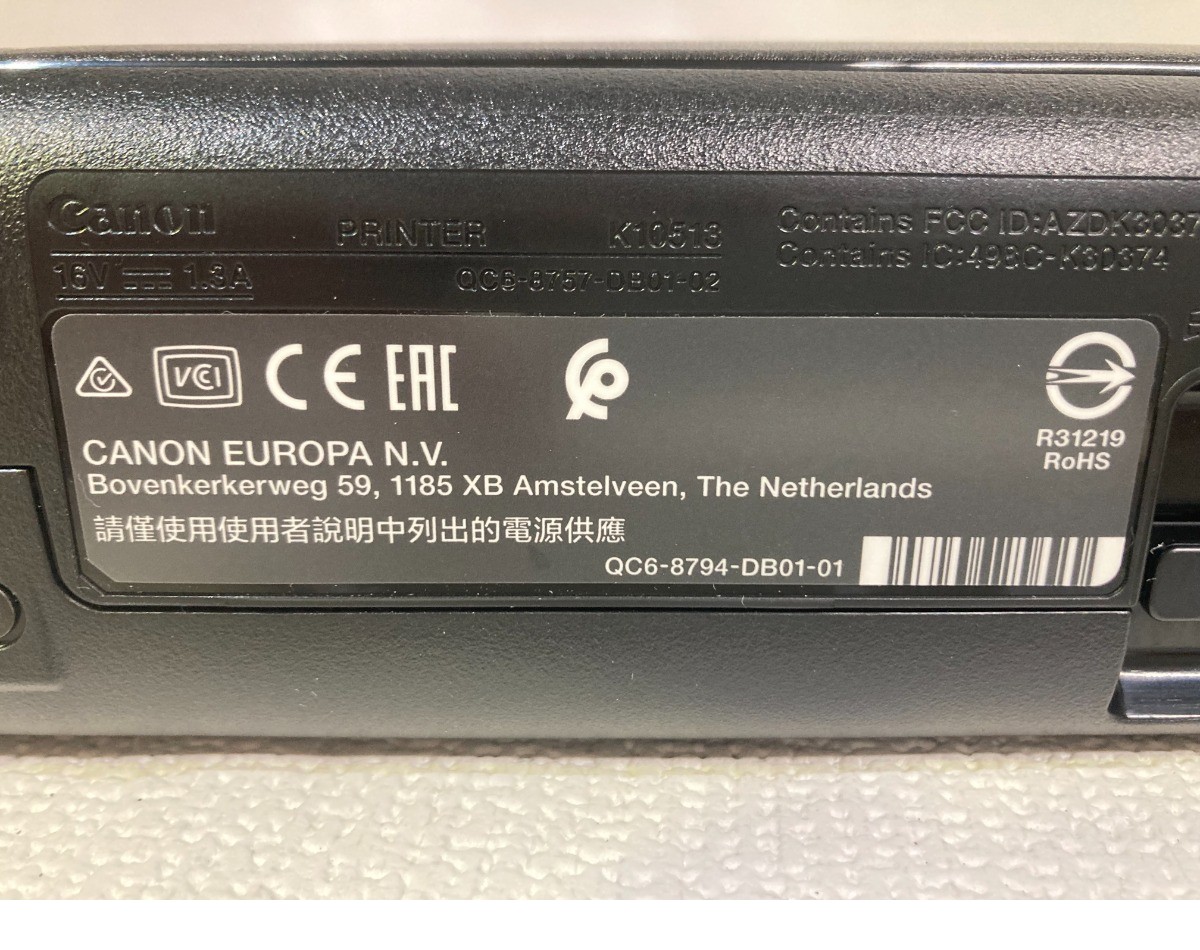 Canon
PRINTER K10513
16V 1.3A
QC6-8757-DB01-02
Contains FCC ID:AZDK3037
Contains IC:498C-K30374
VCI
CE EAC
CANON EUROPA N.V.
Bovenkerkerweg 59, 1185 XB Amstelveen, The Netherlands
請僅使用使用者說明中列出的電源供應
QC6-8794-DB01-01
R31219
RoHS